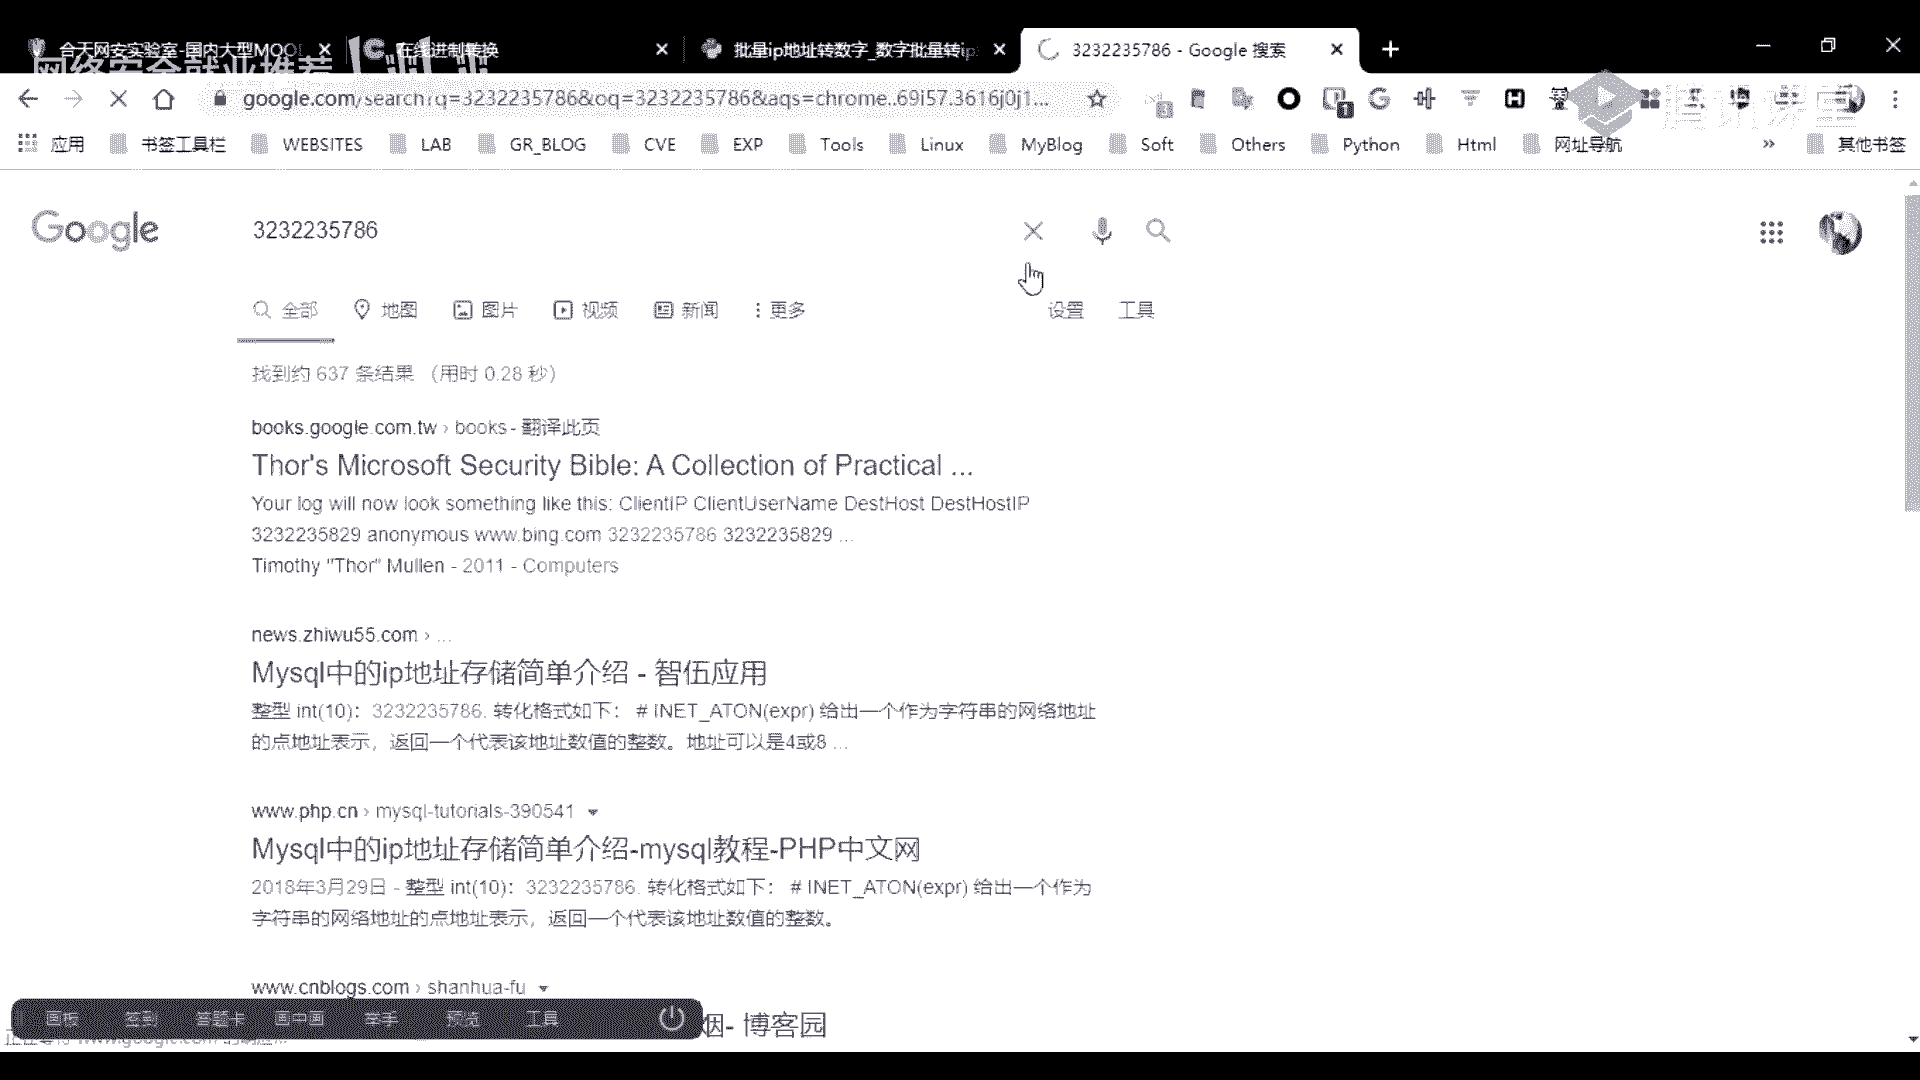 合天网安实验室-国内大型MOO
在线进制转换
批量ip地址转数字_数字批量转ip
3232235786 - Google 搜索
网络安全就业推荐
腾讯课堂
google.com/search?q=3232235786&oq=3232235786&aqs=chrome..69i57.3616j0j1...
应用 书签工具栏 WEBSITES LAB GR_BLOG CVE EXP Tools Linux MyBlog Soft Others Python Html 网址导航 » 其他书签
Google 3232235786
全部 地图 图片 视频 新闻 更多 设置 工具
找到约 637 条结果 （用时 0.28 秒）
books.google.com.tw › books - 翻译此页
Thor's Microsoft Security Bible: A Collection of Practical ...
Your log will now look something like this: ClientIP ClientUserName DestHost DestHostIP
3232235829 anonymous www.bing.com 3232235786 3232235829 ...
Timothy "Thor" Mullen - 2011 - Computers
news.zhiwu55.com › ...
Mysql中的ip地址存储简单介绍 - 智伍应用
整型 int(10)： 3232235786. 转化格式如下： # INET_ATON(expr) 给出一个作为字符串的网络地址
的点地址表示，返回一个代表该地址数值的整数。地址可以是4或8 ...
www.php.cn › mysql-tutorials-390541
Mysql中的ip地址存储简单介绍-mysql教程-PHP中文网
2018年3月29日 - 整型 int(10)： 3232235786. 转化格式如下： # INET_ATON(expr) 给出一个作为
字符串的网络地址的点地址表示，返回一个代表该地址数值的整数。
www.cnblogs.com › shanhua-fu
烟- 博客园
画板 签到 答题卡 画中画 举手 预览 工具